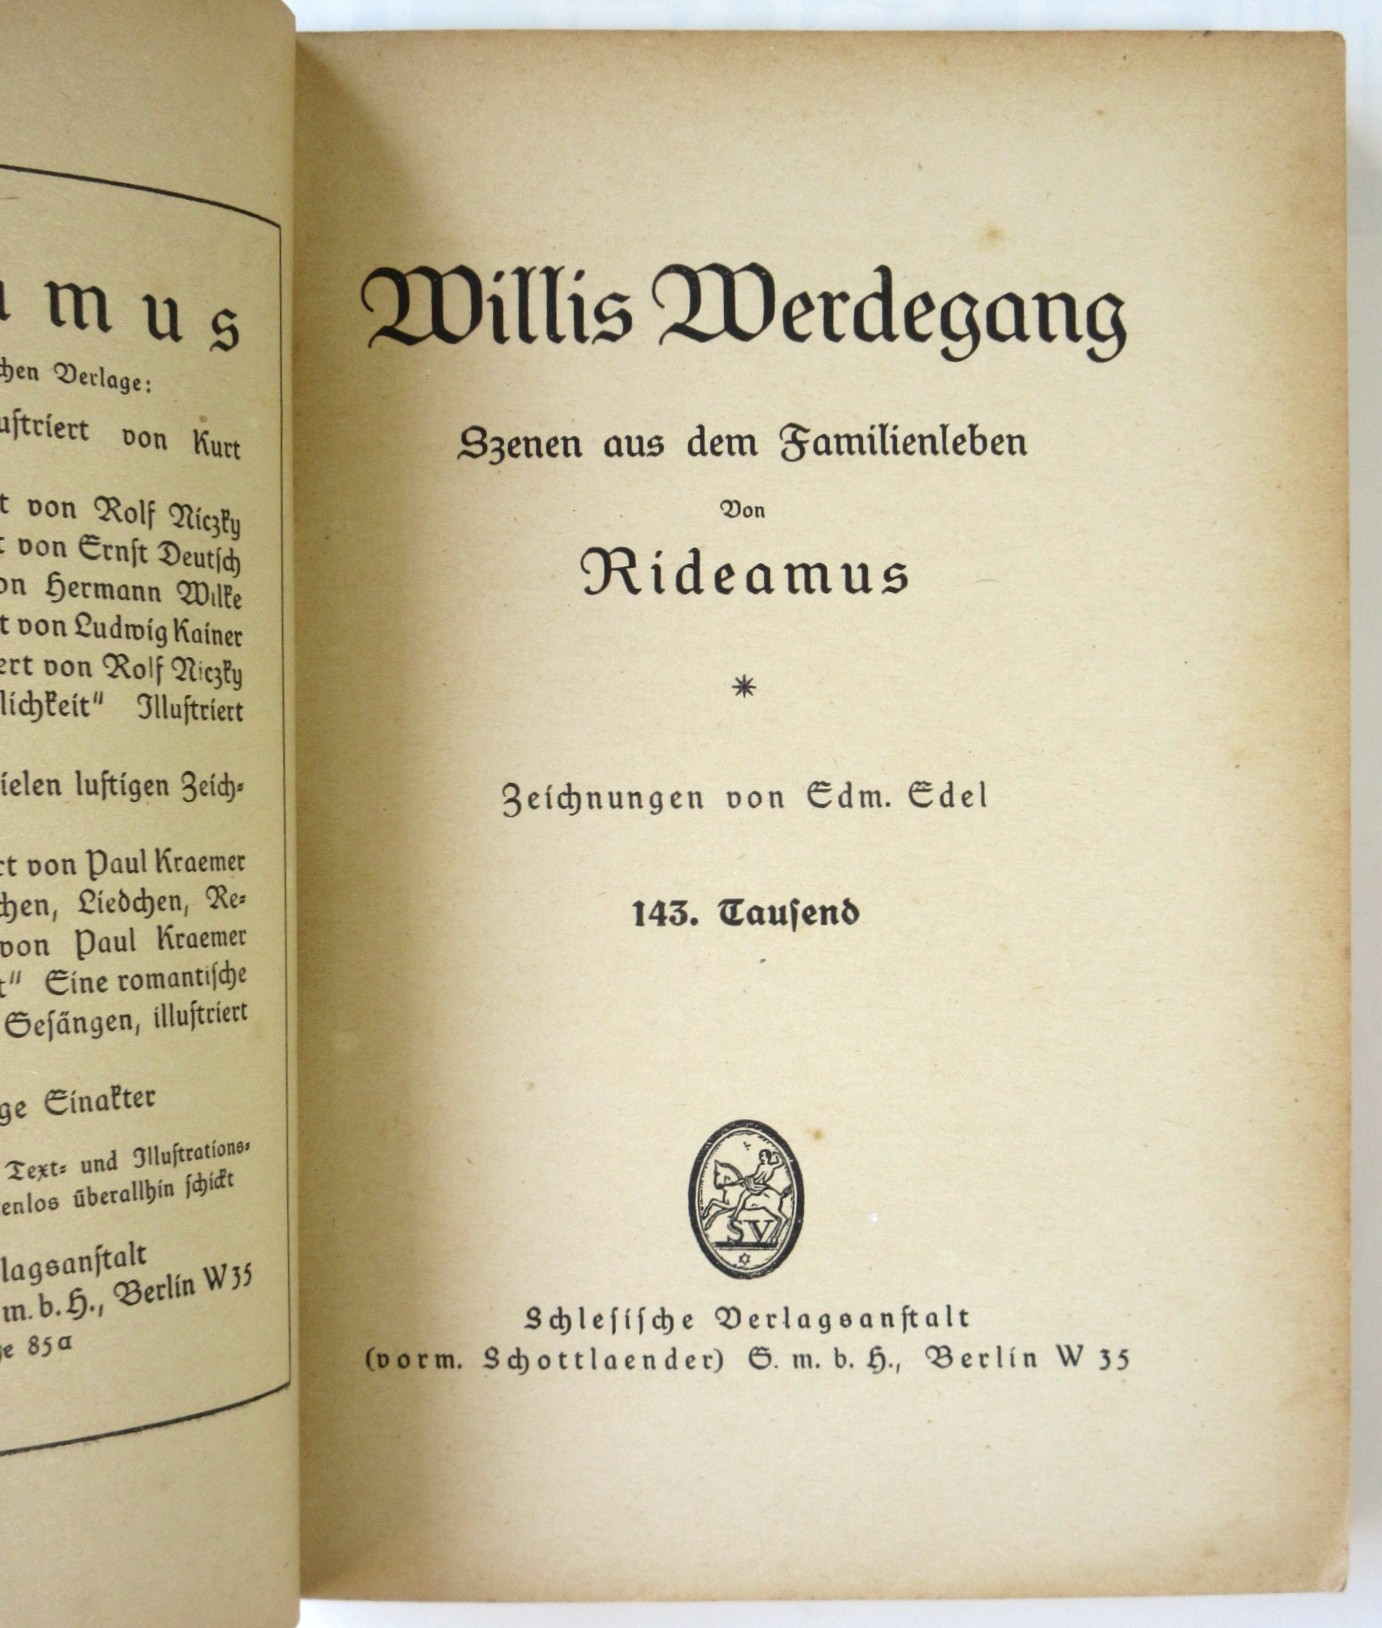 mus
chen Verlage:
uſtriert von Kurt
von Rolf Niczky
von Ernſt Deutſch
on Hermann Wilke
von Ludwig Kainer
ert von Rolf Niczky
lichkeit" Illuſtriert
ielen luſtigen Zeich-
von Paul Kraemer
chen, Liedchen, Re-
von Paul Kraemer
" Eine romantiſche
Geſängen, illuſtriert
ge Einakter
Text- und Illuſtrations-
enlos überallhin ſchickt
lagsanſtalt
m. b. H., Berlin W 35
e 85a
Willis Werdegang
Szenen aus dem Familienleben
Von
Rideamus
*
Zeichnungen von Edm. Edel
143. Tauſend
SV
Schleſiſche Verlagsanſtalt
(vorm. Schottlaender) G. m. b. H., Berlin W 35